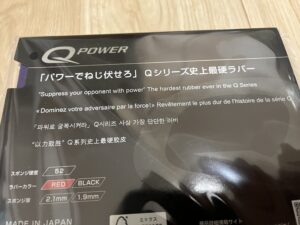 Q POWER
「パワーでねじ伏せろ」 Qシリーズ史上最硬ラバー
"Suppress your opponent with power" The hardest rubber ever in the Q Series
« Dominez votre adversaire par la force!» Revêtement le plus dur de l'histoire de la série Q
"파워로 굴복시켜라," Q시리즈 사상 가장 단단한 러버
"以力取胜" Q系列史上最硬胶皮
スポンジ硬度 52
ラバーカラー RED BLACK
スポンジ厚 2.1mm 1.9mm
MADE IN JAPAN